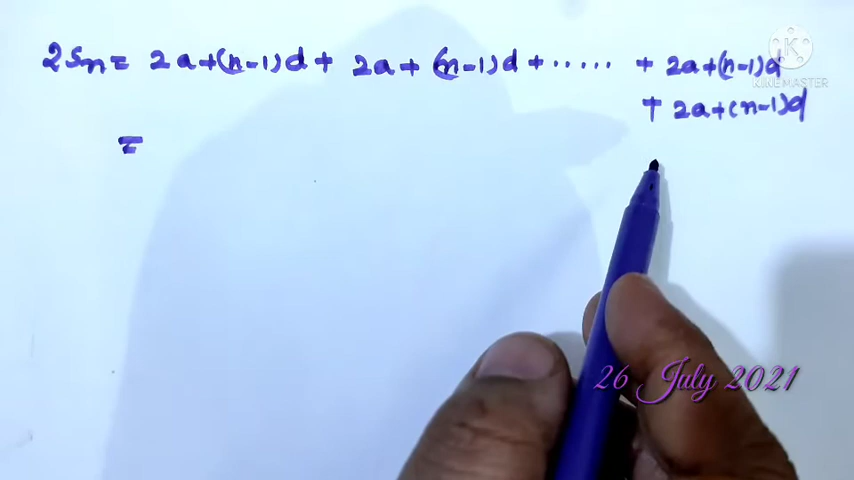 2Sn = 2a+(n-1)d + 2a+(n-1)d + ..... + 2a+(n-1)d
+ 2a+(n-1)d
=
KINEMASTER
26 July 2021